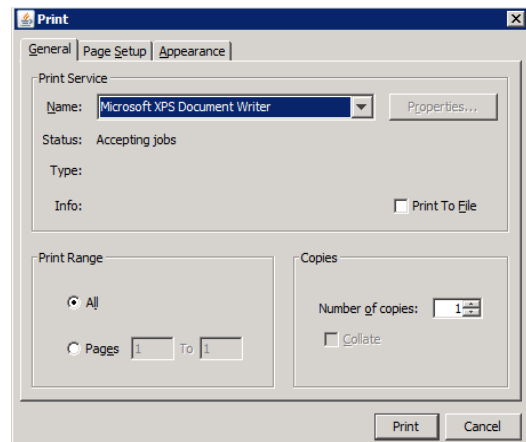 Print
General Page Setup Appearance
Print Service
Name: Microsoft XPS Document Writer Properties...
Status: Accepting jobs
Type:
Info: Print To File
Print Range
All
Pages 1 To 1
Copies
Number of copies: 1
Collate
Print Cancel